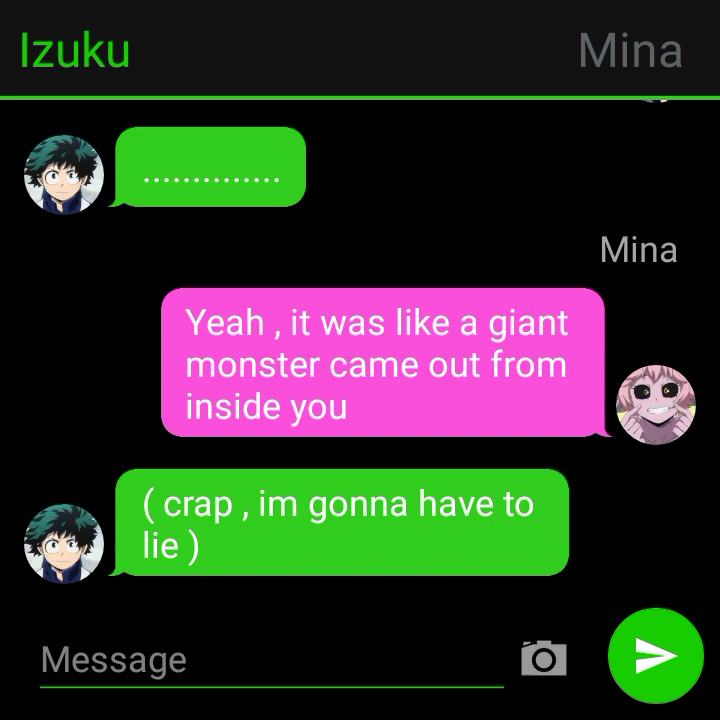 Izuku
Mina
..............
Mina
Yeah , it was like a giant
monster came out from
inside you
( crap , im gonna have to
lie )
Message